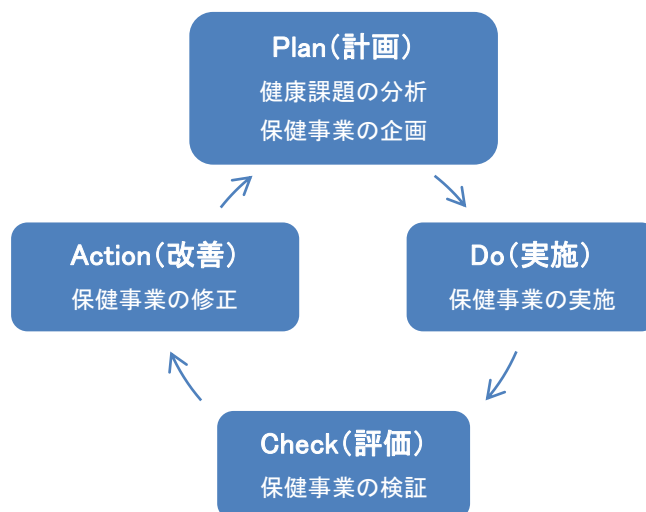 Plan（計画）
健康課題の分析
保健事業の企画
Action（改善）
保健事業の修正
Do（実施）
保健事業の実施
Check（評価）
保健事業の検証